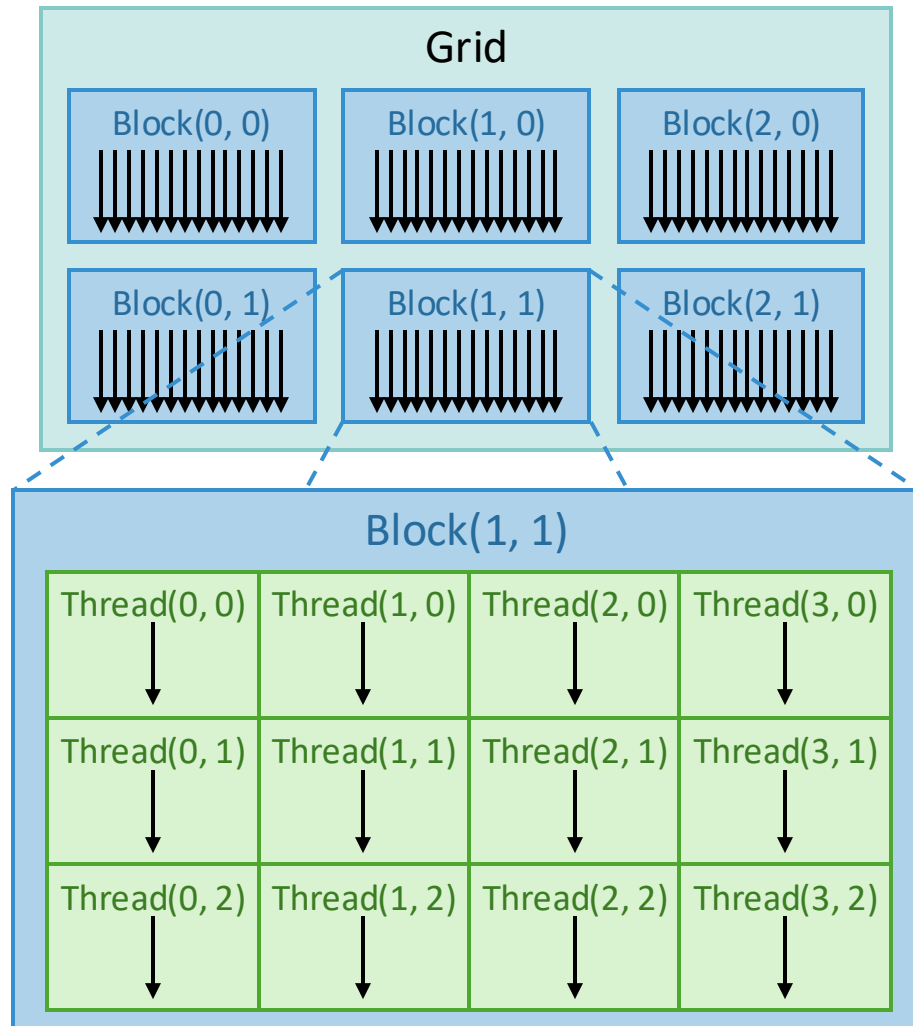 Grid
Block(0, 0) Block(1, 0) Block(2, 0)
Block(0, 1) Block(1, 1) Block(2, 1)
Block(1, 1)
Thread(0, 0) Thread(1, 0) Thread(2, 0) Thread(3, 0)
Thread(0, 1) Thread(1, 1) Thread(2, 1) Thread(3, 1)
Thread(0, 2) Thread(1, 2) Thread(2, 2) Thread(3, 2)